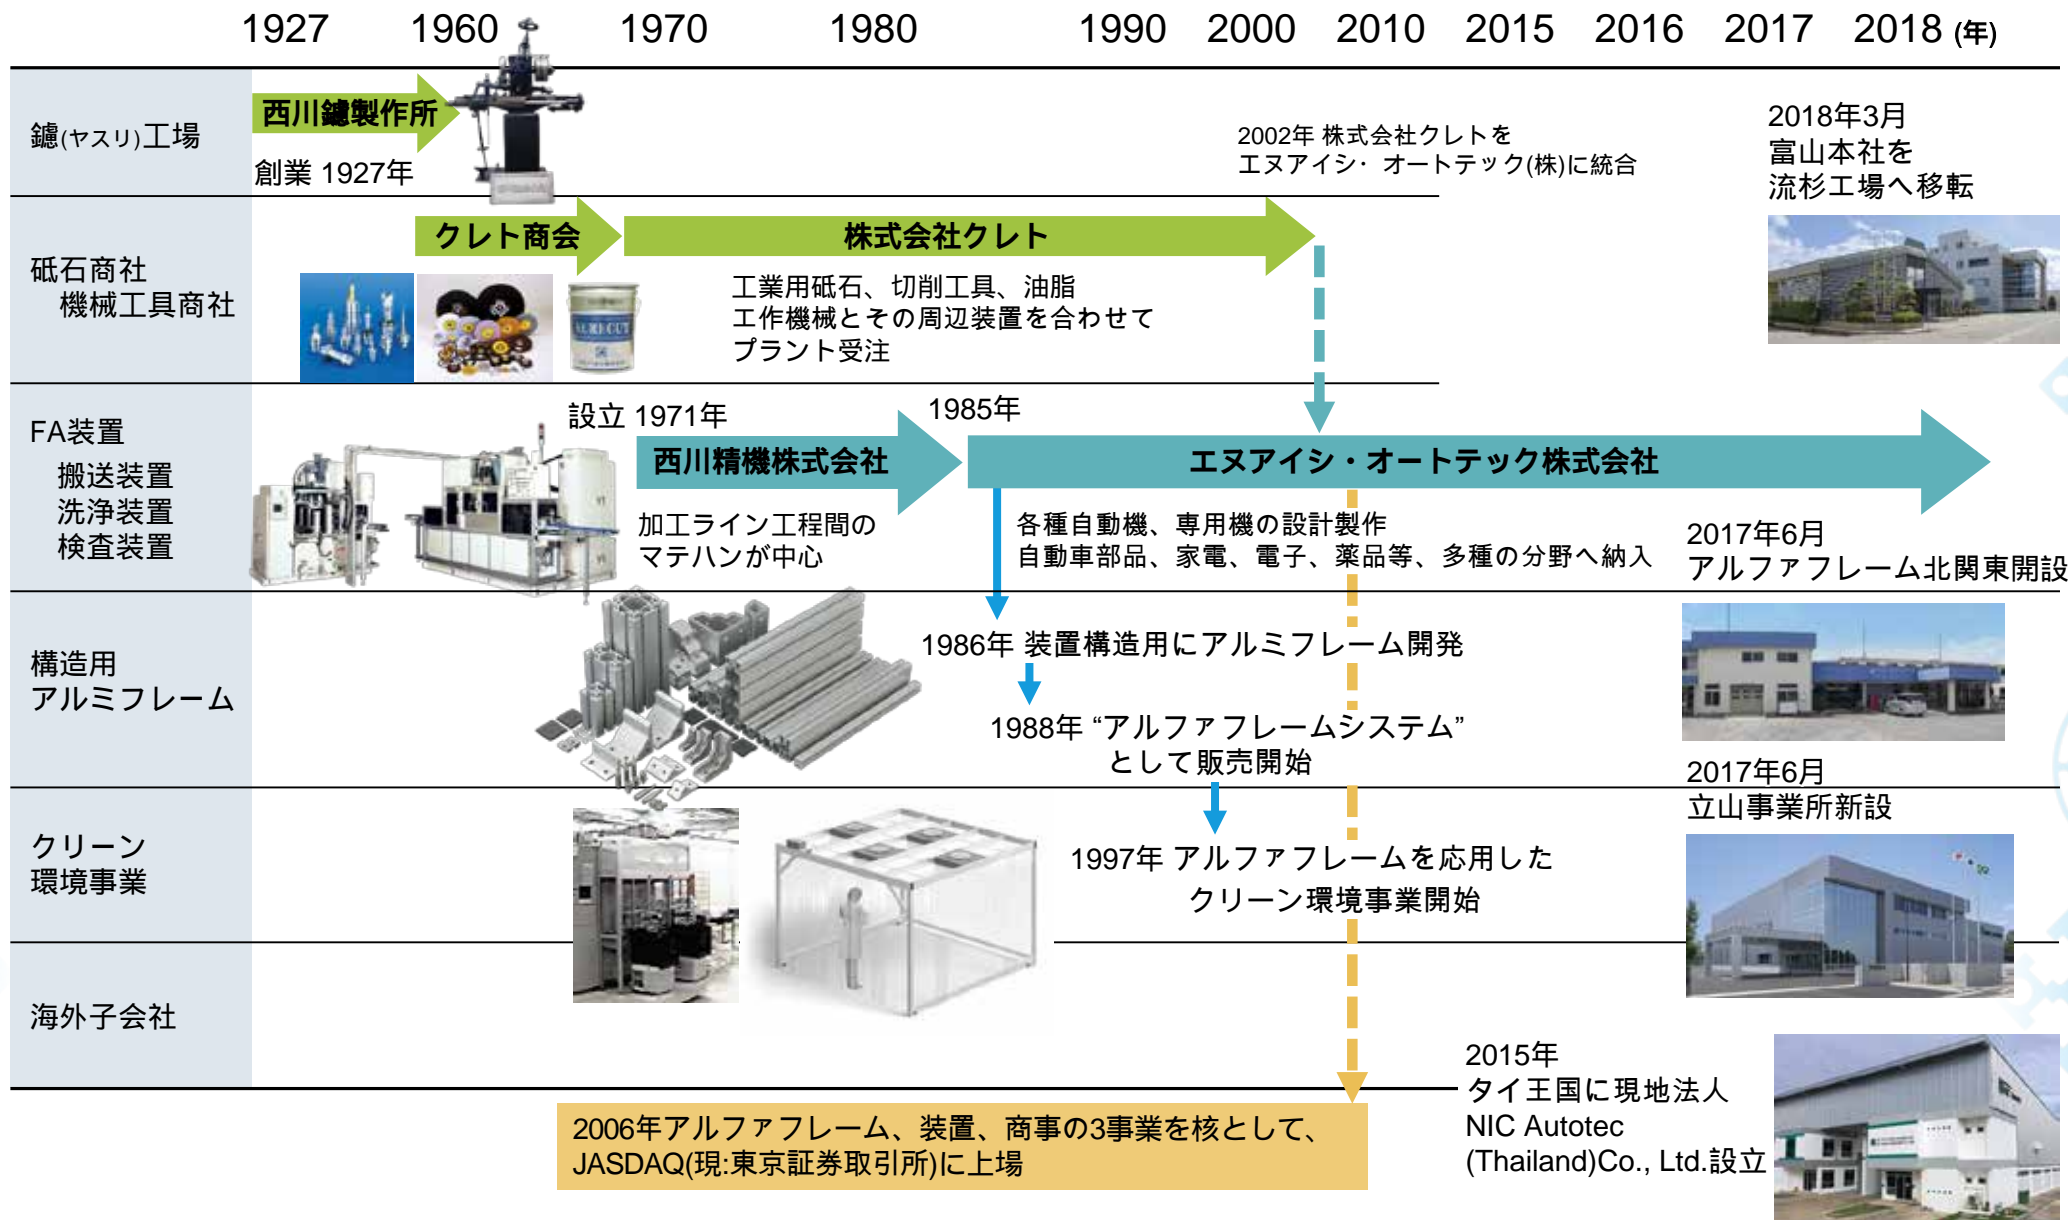 1927 1960 1970 1980 1990 2000 2010 2015 2016 2017 2018 (年)
鑢(ヤスリ)工場
西川鑢製作所
創業 1927年
2002年 株式会社クレトを
エヌアイシ・オートテック(株)に統合
2018年3月
富山本社を
流杉工場へ移転
砥石商社
機械工具商社
クレト商会
株式会社クレト
工業用砥石、切削工具、油脂
工作機械とその周辺装置を合わせて
プラント受注
FA装置
搬送装置
洗浄装置
検査装置
設立 1971年
西川精機株式会社
加工ライン工程間の
マテハンが中心
1985年
エヌアイシ・オートテック株式会社
各種自動機、専用機の設計製作
自動車部品、家電、電子、薬品等、多種の分野へ納入
2017年6月
アルファフレーム北関東開設
構造用
アルミフレーム
1986年 装置構造用にアルミフレーム開発
1988年 “アルファフレームシステム”
として販売開始
2017年6月
立山事業所新設
クリーン
環境事業
1997年 アルファフレームを応用した
クリーン環境事業開始
海外子会社
2015年
タイ王国に現地法人
NIC Autotec
(Thailand)Co., Ltd.設立
2006年アルファフレーム、装置、商事の3事業を核として、
JASDAQ(現:東京証券取引所)に上場